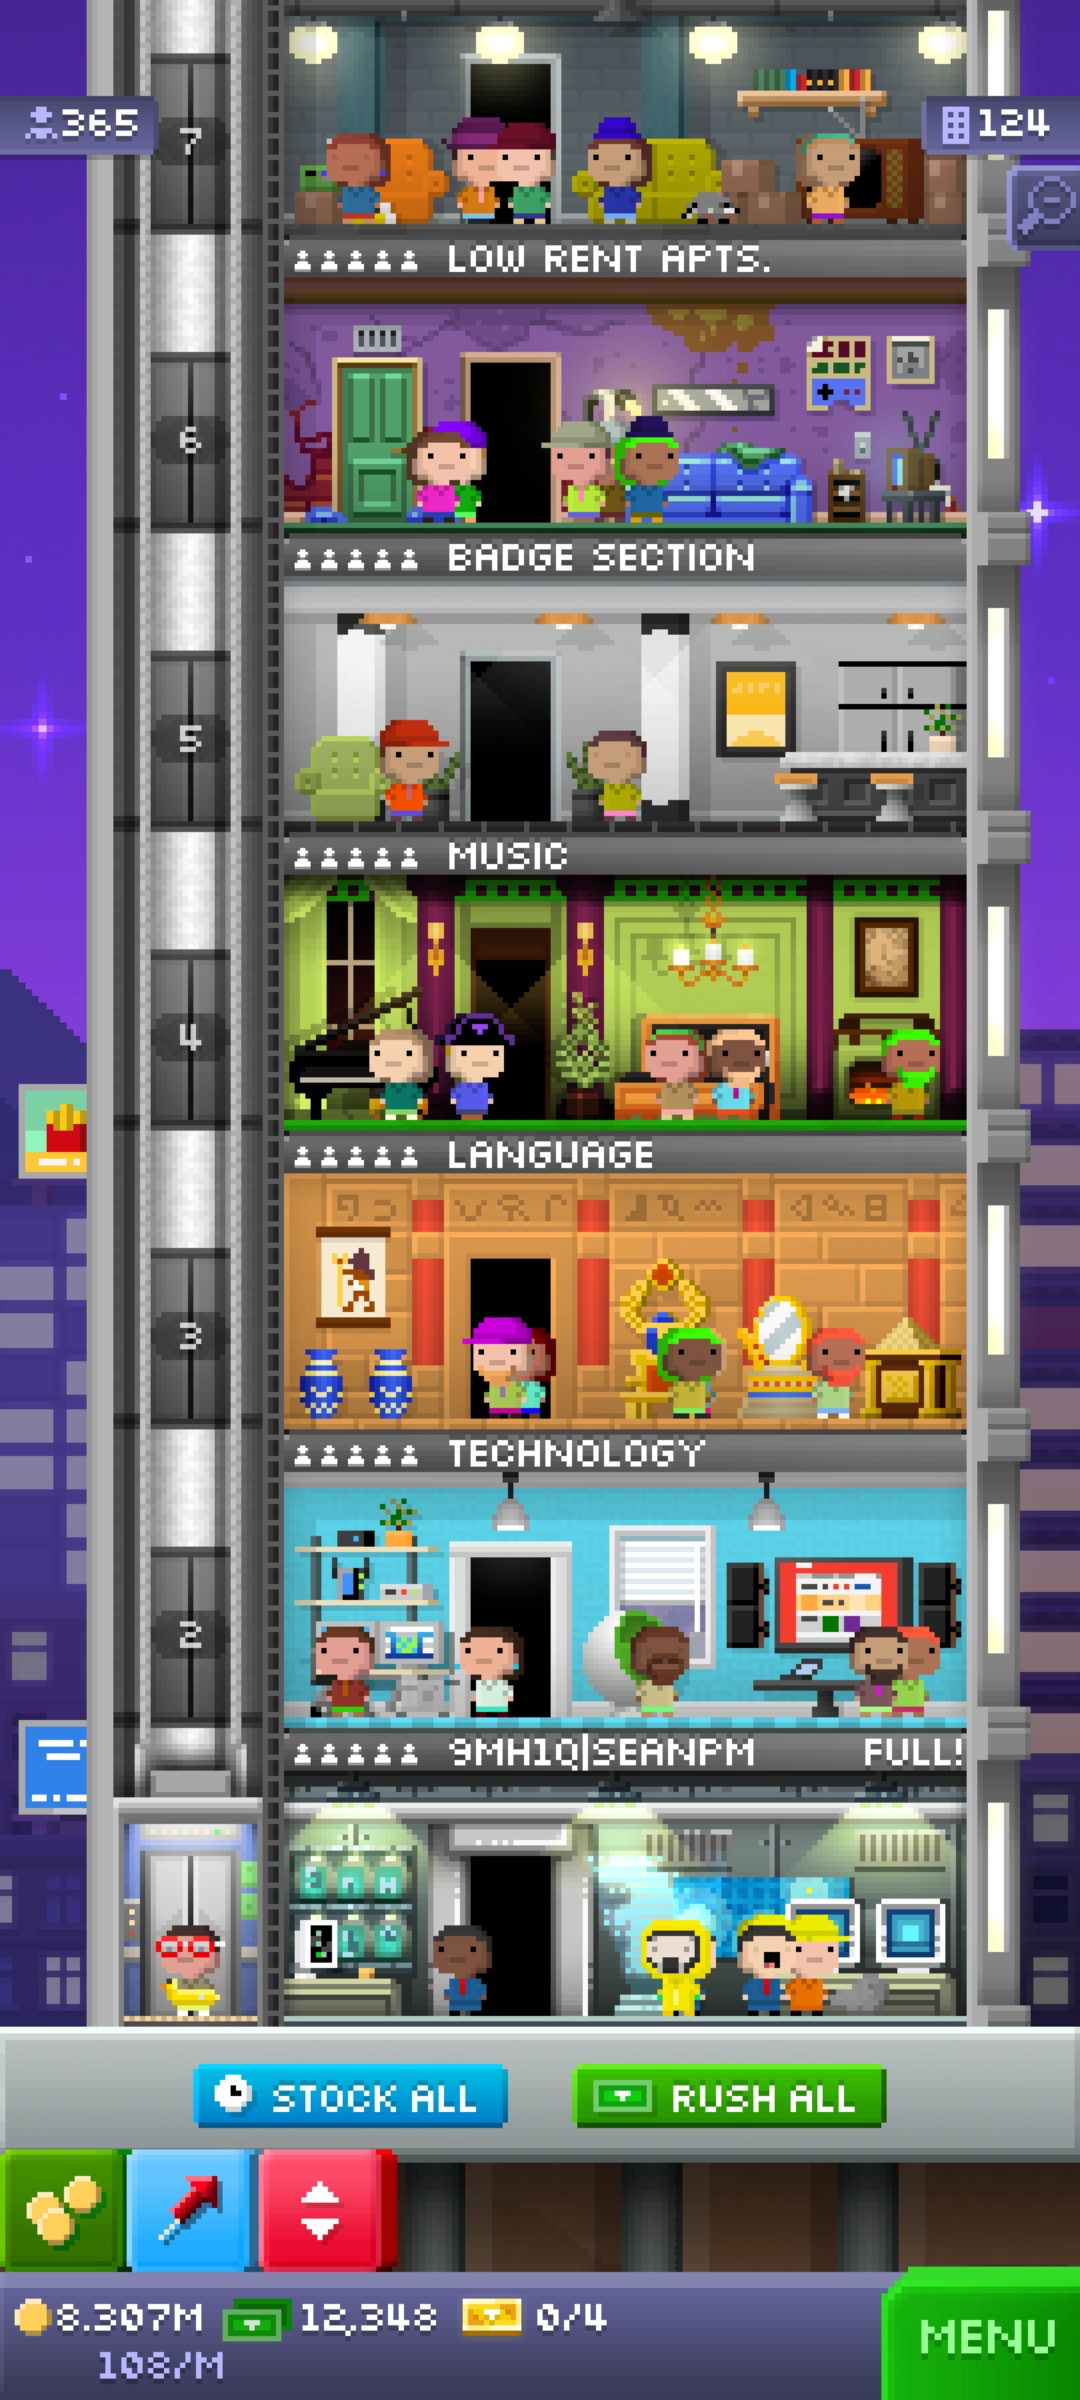 365
124
7
LOW RENT APTS.
6
BADGE SECTION
5
MUSIC
4
LANGUAGE
3
TECHNOLOGY
2
9MH1Q|SEANPM FULL!
STOCK ALL
RUSH ALL
8.307M 12,348 0/4
108/M
MENU